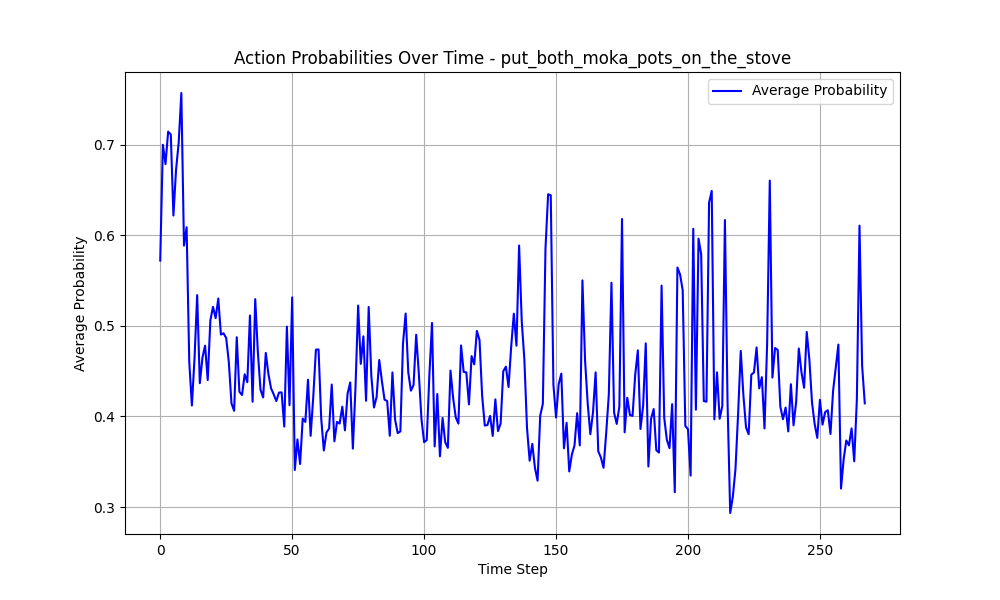 Action Probabilities Over Time - put_both_moka_pots_on_the_stove
Average Probability
0.7
0.6
0.5
0.4
0.3
Average Probability
0
50
100
150
200
250
Time Step